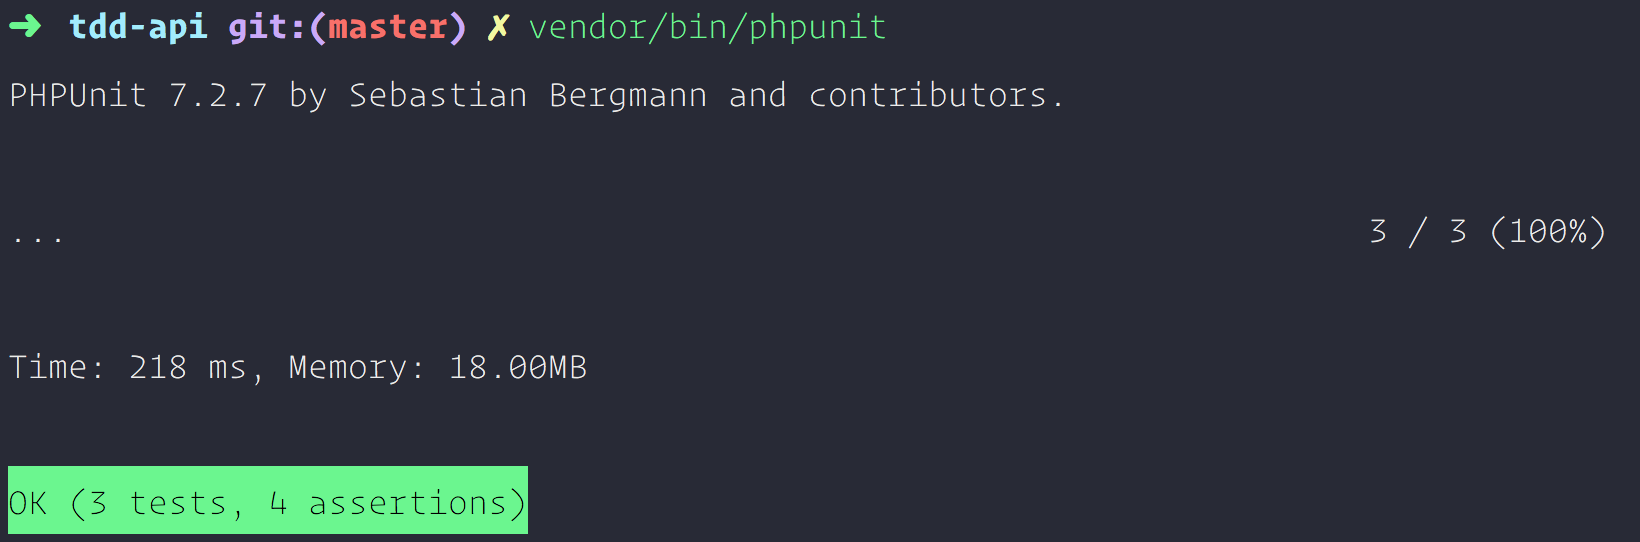 ➜ tdd-api git:(master) ✗ vendor/bin/phpunit
PHPUnit 7.2.7 by Sebastian Bergmann and contributors.
... 3 / 3 (100%)
Time: 218 ms, Memory: 18.00MB
OK (3 tests, 4 assertions)